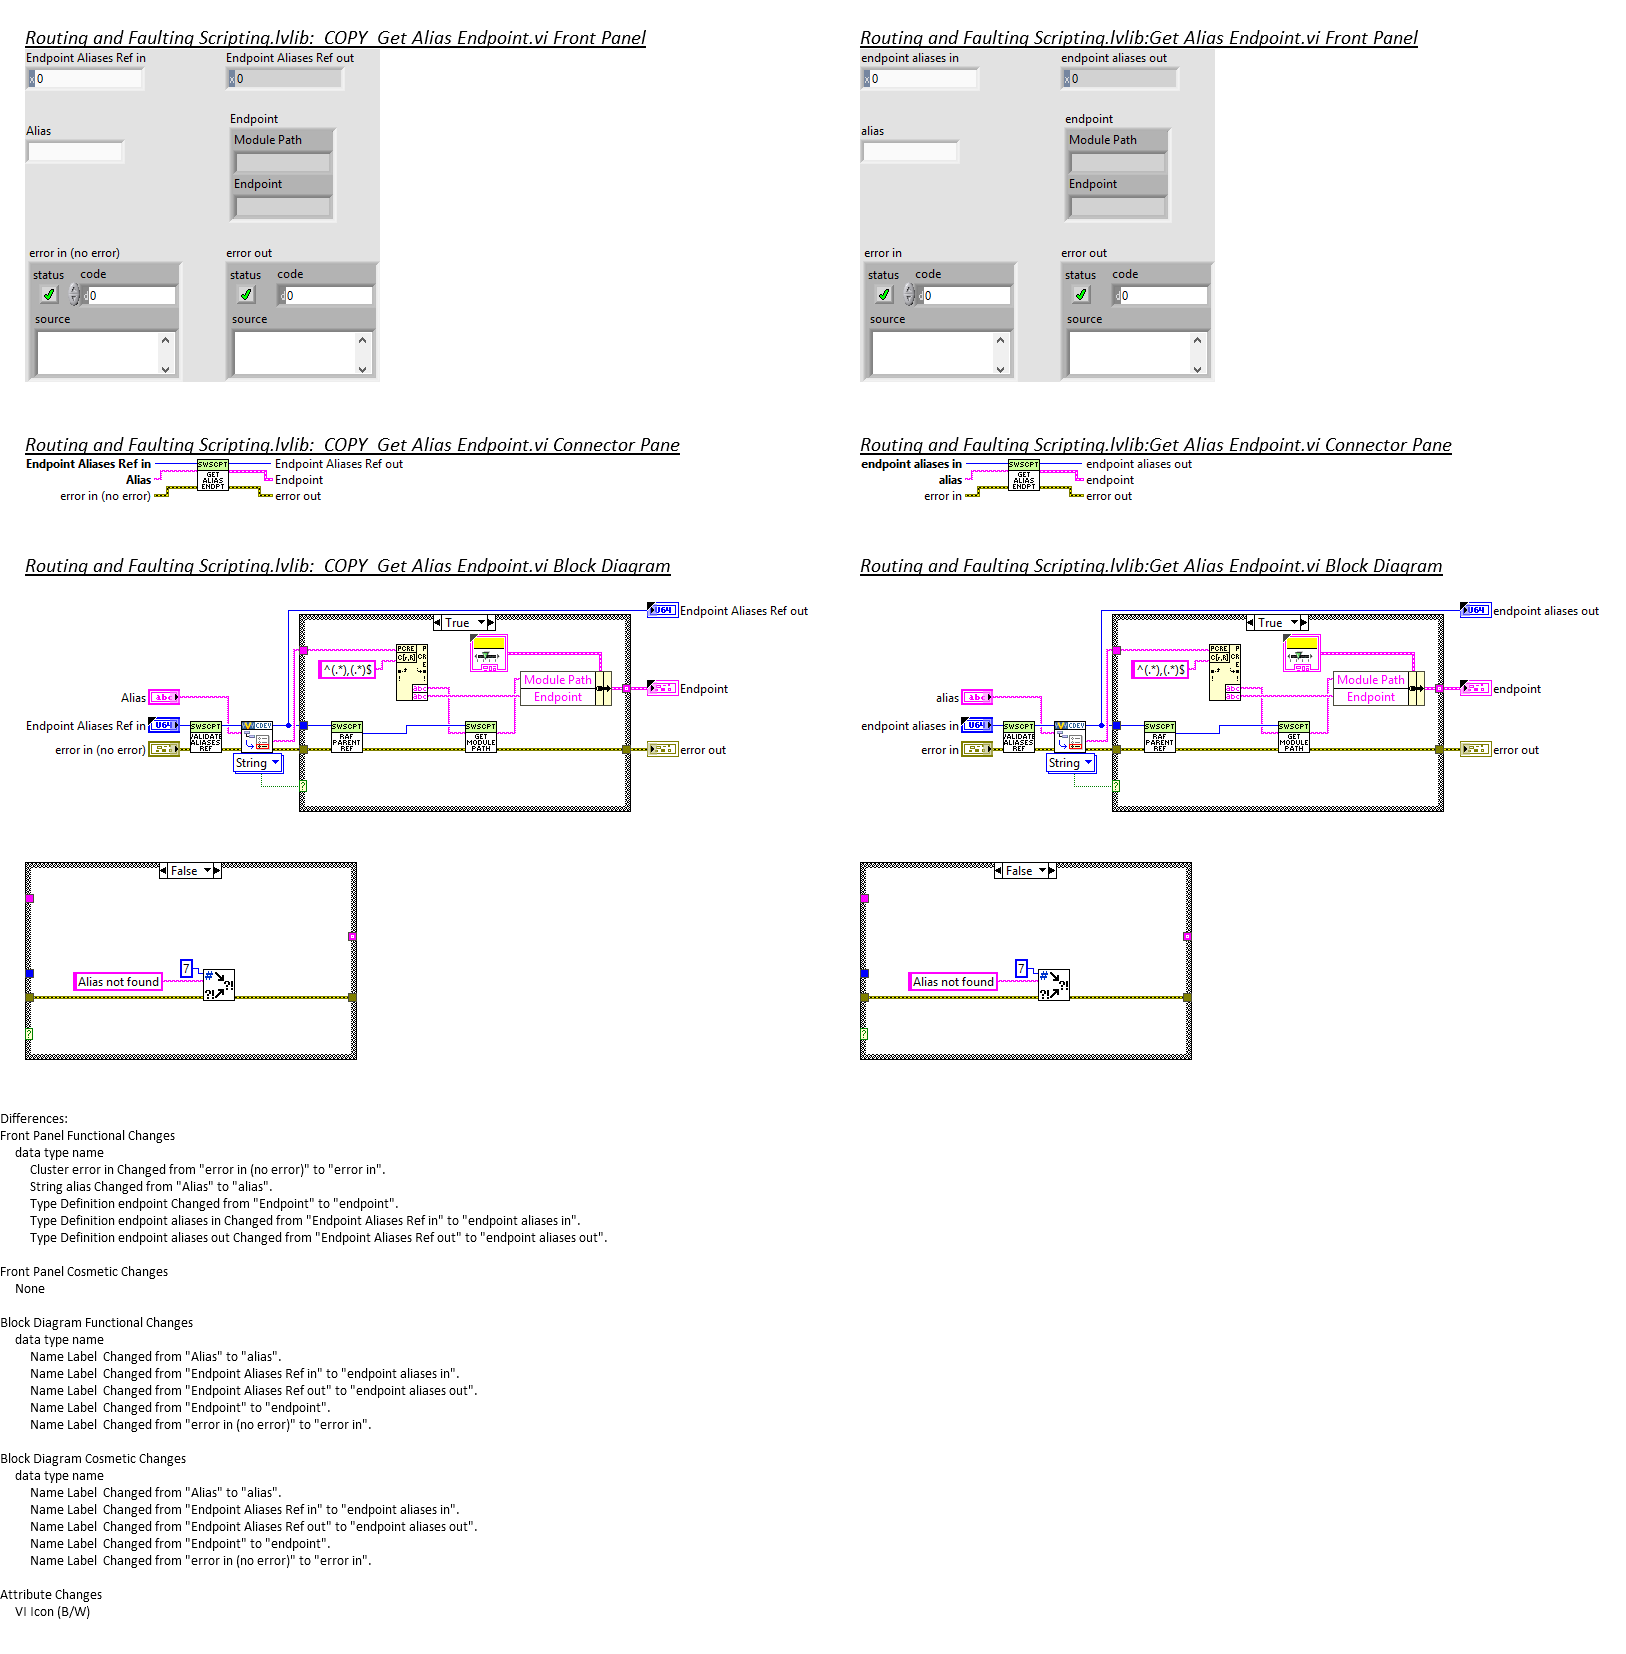 Routing and Faulting Scripting.lvlib:_COPY_Get Alias Endpoint.vi Front Panel
Endpoint Aliases Ref in
Endpoint Aliases Ref out
x 0
x 0
Alias
Endpoint
Module Path
Endpoint
error in (no error)
error out
status code
status code
d 0
d 0
source
source
Routing and Faulting Scripting.lvlib:Get Alias Endpoint.vi Front Panel
endpoint aliases in
endpoint aliases out
x 0
x 0
alias
endpoint
Module Path
Endpoint
error in
error out
status code
status code
d 0
d 0
source
source
Routing and Faulting Scripting.lvlib:_COPY_Get Alias Endpoint.vi Connector Pane
Endpoint Aliases Ref in
Alias
error in (no error)
SWSCPT
GET
ALIAS
ENDPT
Endpoint Aliases Ref out
Endpoint
error out
Routing and Faulting Scripting.lvlib:Get Alias Endpoint.vi Connector Pane
endpoint aliases in
alias
error in
SWSCPT
GET
ALIAS
ENDPT
endpoint aliases out
endpoint
error out
Routing and Faulting Scripting.lvlib:_COPY_Get Alias Endpoint.vi Block Diagram
U64
Endpoint Aliases Ref out
True
PCRE
^(.*),(.*)$
abc
abc
Module Path
Endpoint
Endpoint
Alias
abc
Endpoint Aliases Ref in
U64
error in (no error)
SWSCPT
VALIDATE
ALIASES
REF
CDEV
String
SWSCPT
RAF
PARENT
REF
SWSCPT
GET
MODULE
PATH
error out
?
Routing and Faulting Scripting.lvlib:Get Alias Endpoint.vi Block Diagram
U64
endpoint aliases out
True
PCRE
^(.*),(.*)$
abc
abc
Module Path
Endpoint
endpoint
alias
abc
endpoint aliases in
U64
error in
SWSCPT
VALIDATE
ALIASES
REF
CDEV
String
SWSCPT
RAF
PARENT
REF
SWSCPT
GET
MODULE
PATH
error out
?
False
7
Alias not found
#
?!
?!
?
False
7
Alias not found
#
?!
?!
?
Differences:
Front Panel Functional Changes
data type name
Cluster error in Changed from "error in (no error)" to "error in".
String alias Changed from "Alias" to "alias".
Type Definition endpoint Changed from "Endpoint" to "endpoint".
Type Definition endpoint aliases in Changed from "Endpoint Aliases Ref in" to "endpoint aliases in".
Type Definition endpoint aliases out Changed from "Endpoint Aliases Ref out" to "endpoint aliases out".
Front Panel Cosmetic Changes
None
Block Diagram Functional Changes
data type name
Name Label  Changed from "Alias" to "alias".
Name Label  Changed from "Endpoint Aliases Ref in" to "endpoint aliases in".
Name Label  Changed from "Endpoint Aliases Ref out" to "endpoint aliases out".
Name Label  Changed from "Endpoint" to "endpoint".
Name Label  Changed from "error in (no error)" to "error in".
Block Diagram Cosmetic Changes
data type name
Name Label  Changed from "Alias" to "alias".
Name Label  Changed from "Endpoint Aliases Ref in" to "endpoint aliases in".
Name Label  Changed from "Endpoint Aliases Ref out" to "endpoint aliases out".
Name Label  Changed from "Endpoint" to "endpoint".
Name Label  Changed from "error in (no error)" to "error in".
Attribute Changes
VI Icon (B/W)